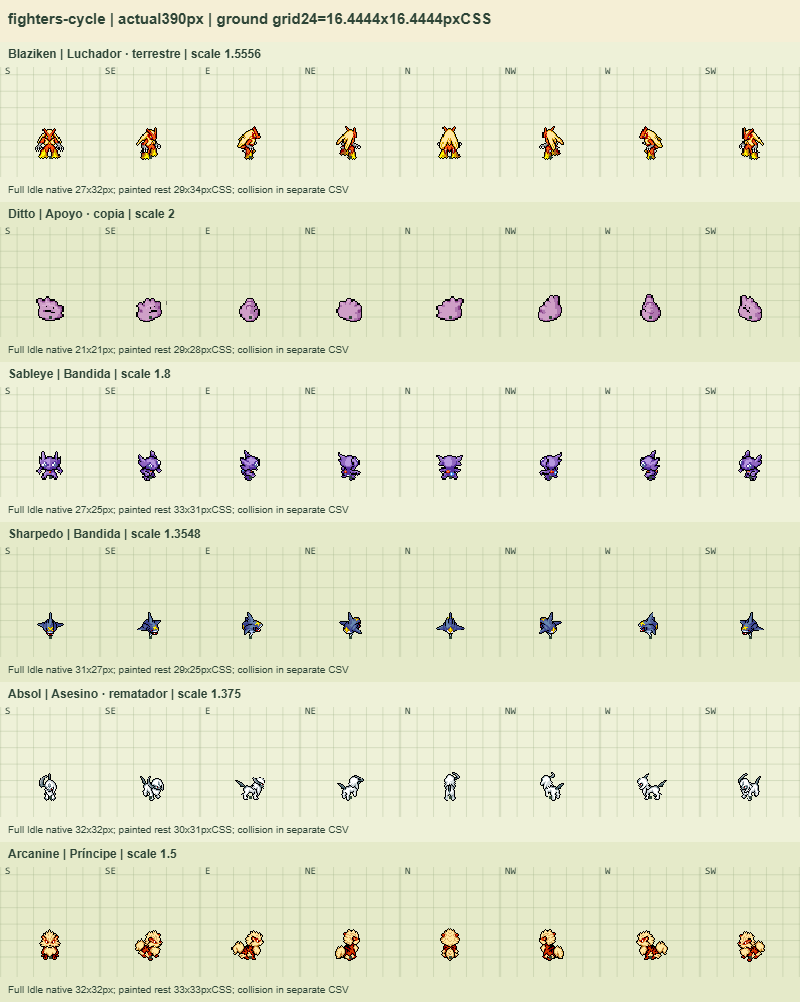 fighters-cycle | actual390px | ground grid24=16.4444x16.4444pxCSS
Blaziken | Luchador · terrestre | scale 1.5556
S SE E NE N NW W SW
Full Idle native 27x32px; painted rest 29x34pxCSS; collision in separate CSV
Ditto | Apoyo · copia | scale 2
S SE E NE N NW W SW
Full Idle native 21x21px; painted rest 29x28pxCSS; collision in separate CSV
Sableye | Bandida | scale 1.8
S SE E NE N NW W SW
Full Idle native 27x25px; painted rest 33x31pxCSS; collision in separate CSV
Sharpedo | Bandida | scale 1.3548
S SE E NE N NW W SW
Full Idle native 31x27px; painted rest 29x25pxCSS; collision in separate CSV
Absol | Asesino · rematador | scale 1.375
S SE E NE N NW W SW
Full Idle native 32x32px; painted rest 30x31pxCSS; collision in separate CSV
Arcanine | Príncipe | scale 1.5
S SE E NE N NW W SW
Full Idle native 32x32px; painted rest 33x33pxCSS; collision in separate CSV